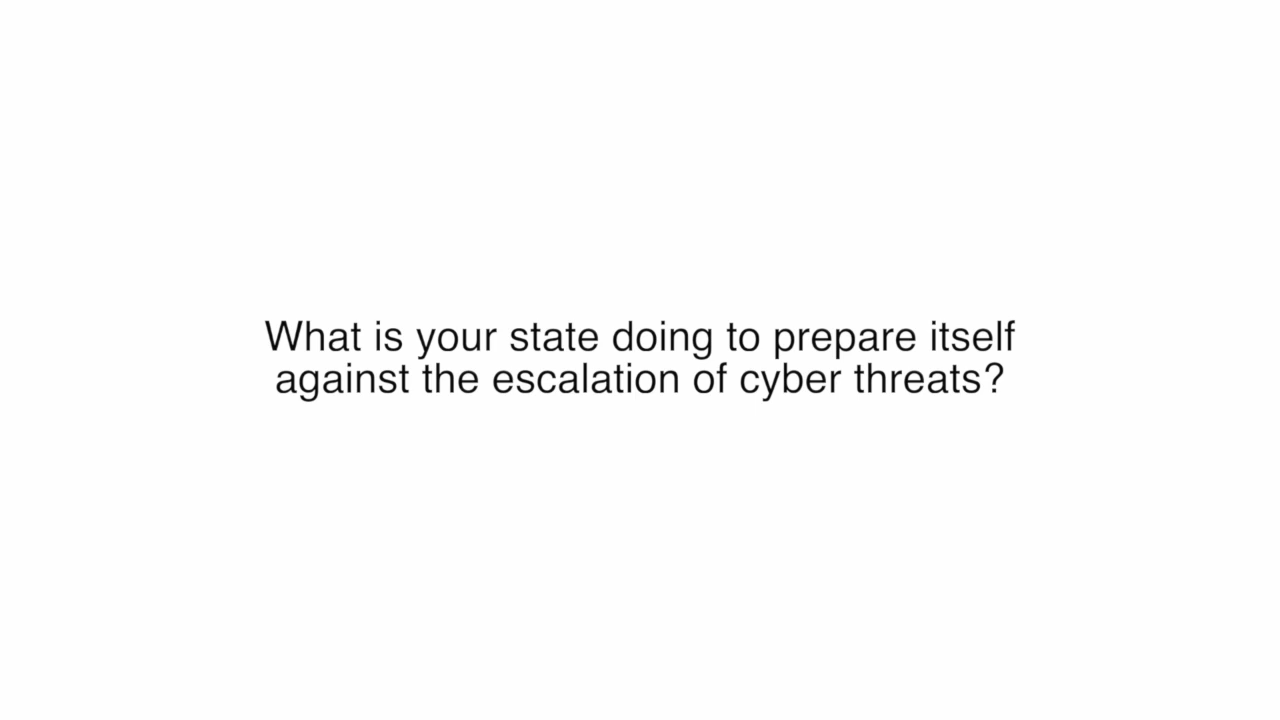 What is your state doing to prepare itself
against the escalation of cyber threats?